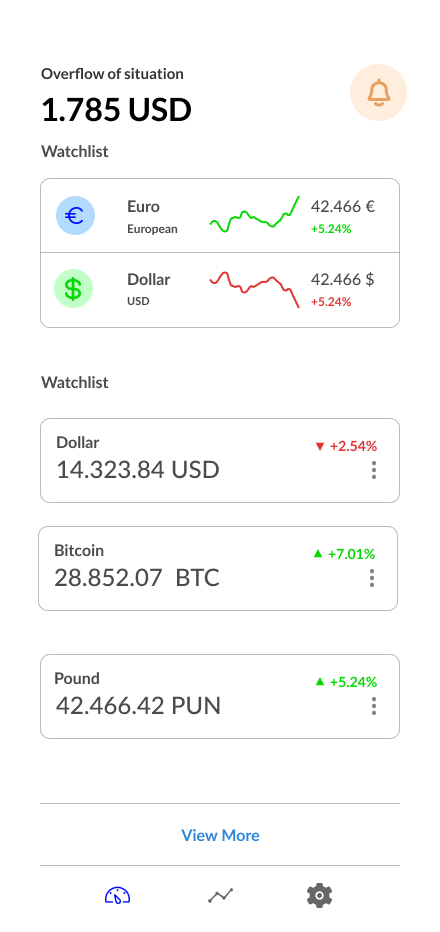 Overflow of situation
1.785 USD
Watchlist
€ Euro 42.466 €
European +5.24%
$ Dollar 42.466 $
USD +5.24%
Watchlist
Dollar ▼ +2.54%
14.323.84 USD
Bitcoin ▲ +7.01%
28.852.07 BTC
Pound ▲ +5.24%
42.466.42 PUN
View More